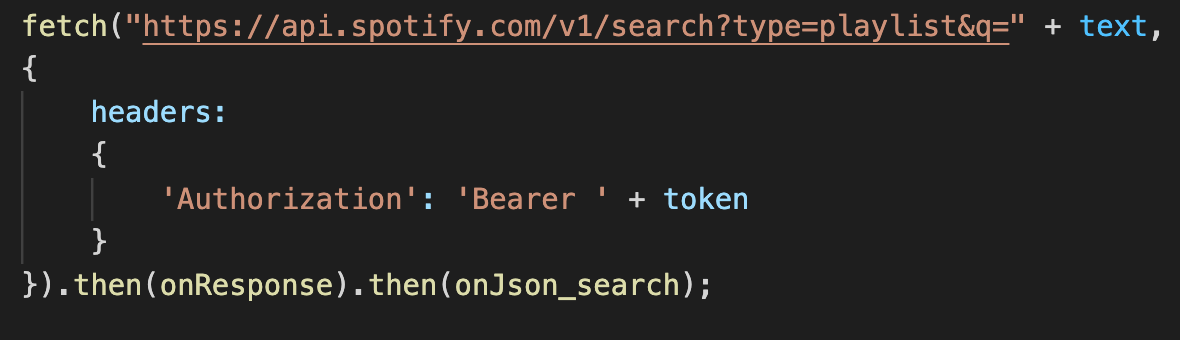 fetch("https://api.spotify.com/v1/search?type=playlist&q=" + text,
{
    headers:
    {
        'Authorization': 'Bearer ' + token
    }
}).then(onResponse).then(onJson_search);